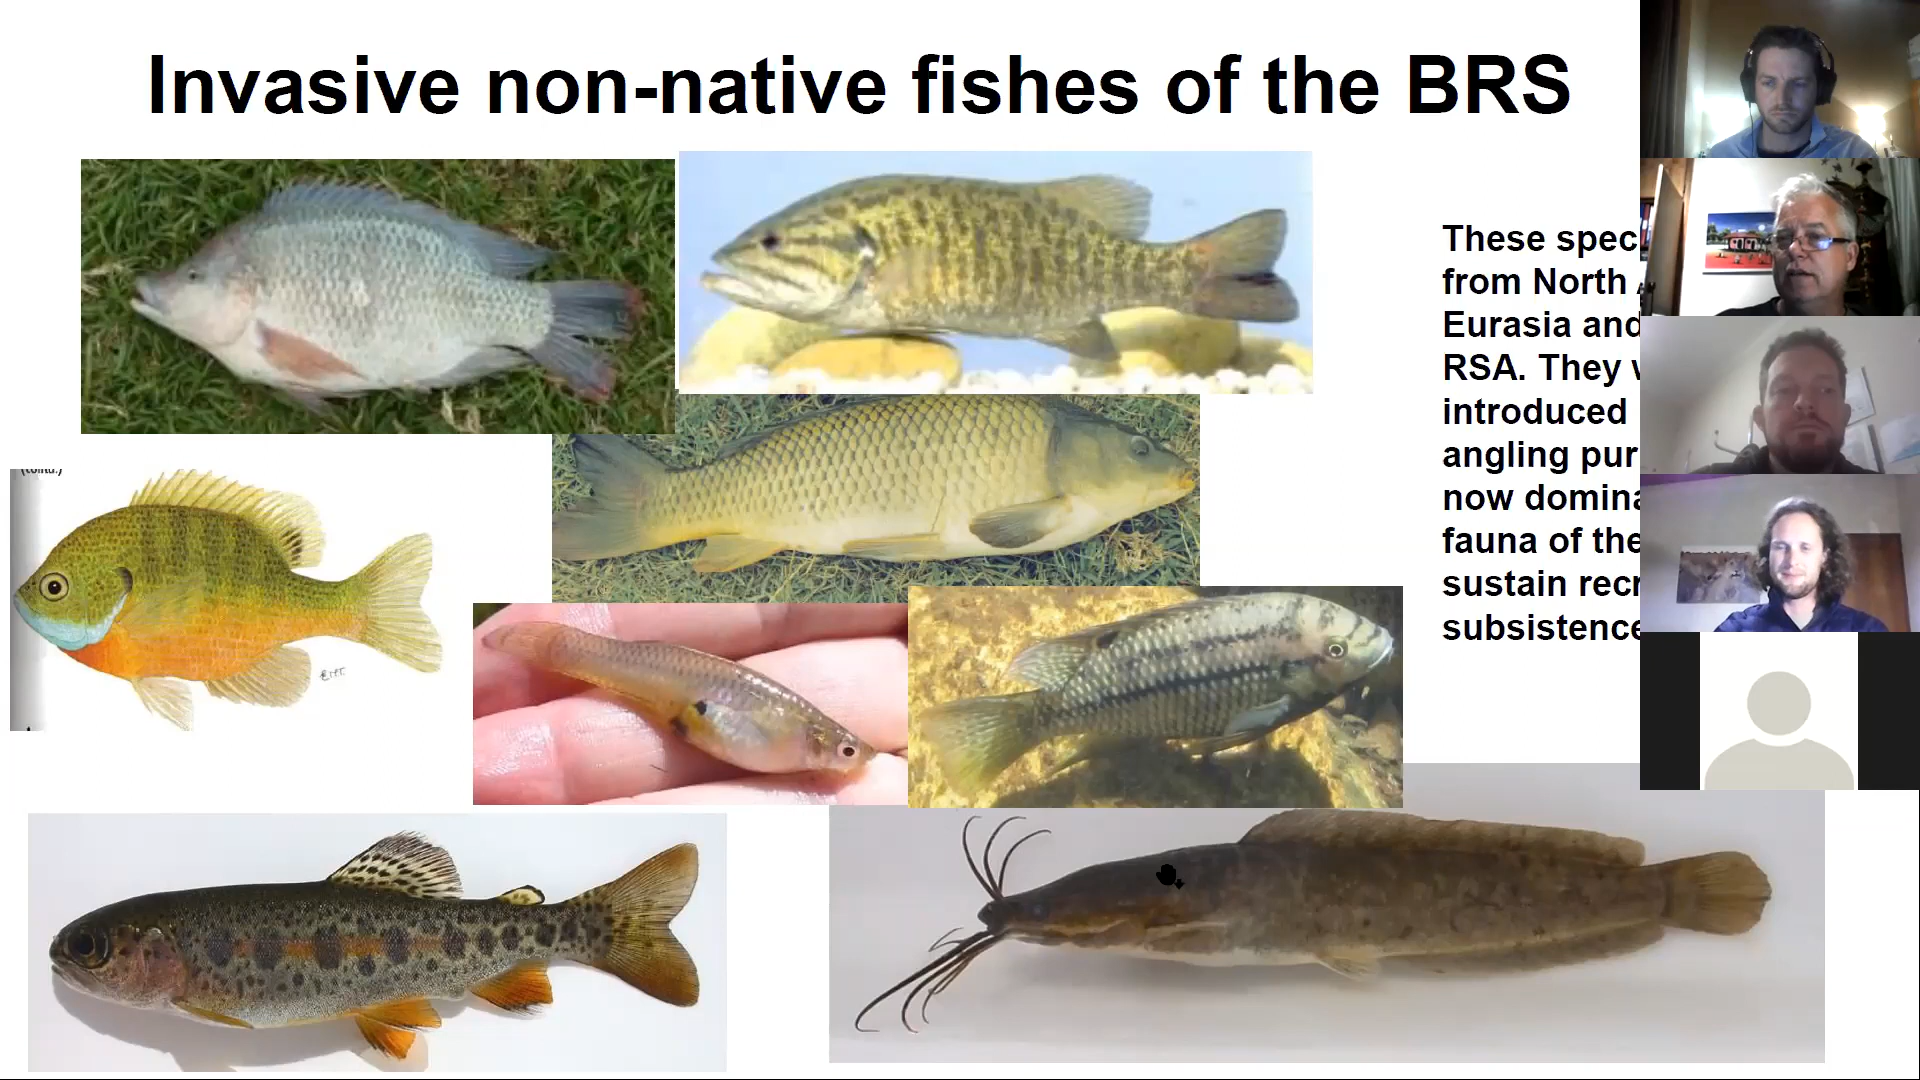 Invasive non-native fishes of the BRS
These spec
from North
Eurasia and
RSA. They
introduced
angling pur
now domina
fauna of the
sustain recr
subsistence